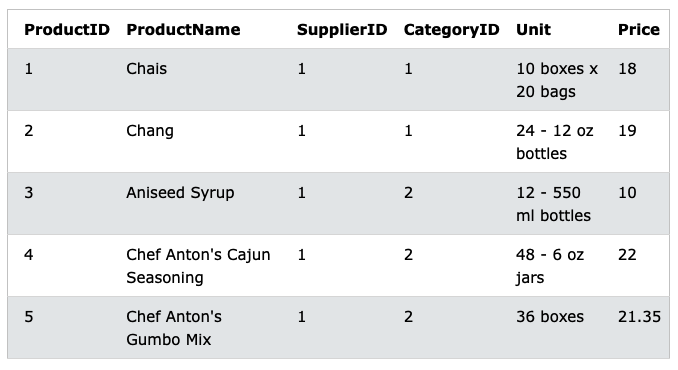 ProductID ProductName SupplierID CategoryID Unit Price
1 Chais 1 1 10 boxes x 18
20 bags
2 Chang 1 1 24 - 12 oz 19
bottles
3 Aniseed Syrup 1 2 12 - 550 10
ml bottles
4 Chef Anton's Cajun 1 2 48 - 6 oz 22
Seasoning jars
5 Chef Anton's 1 2 36 boxes 21.35
Gumbo Mix